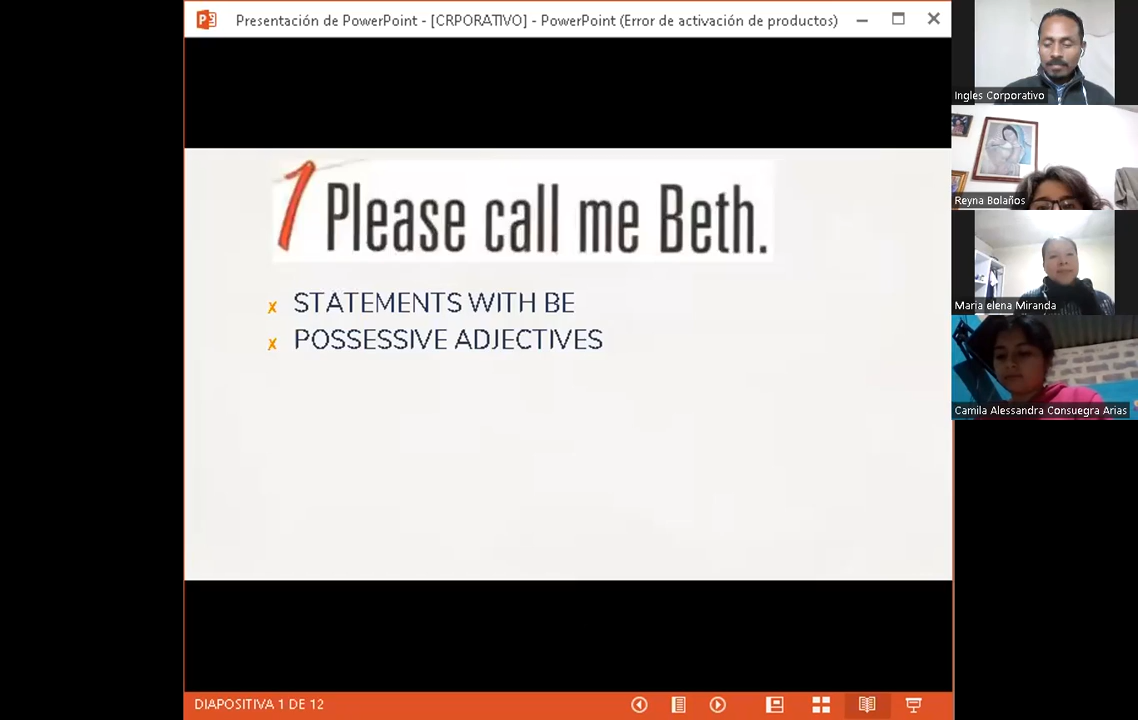 Presentación de PowerPoint - [CRPORATIVO] - PowerPoint (Error de activación de productos)
Ingles Corporativo
Reyna Bolaños
Maria elena Miranda
Camila Alessandra Consuegra Arias
1 Please call me Beth.
STATEMENTS WITH BE
POSSESSIVE ADJECTIVES
DIAPOSITIVA 1 DE 12